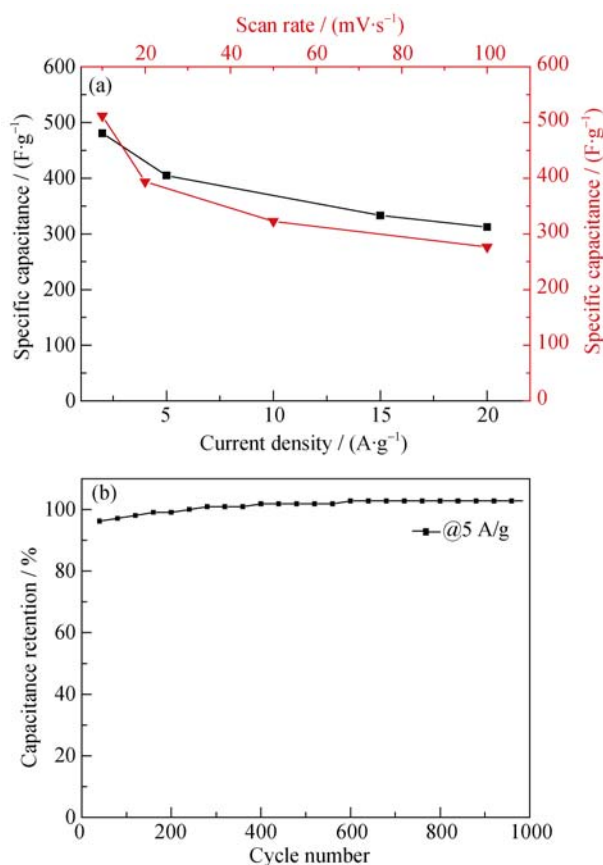 Scan rate / (mV·s⁻¹)
20 40 60 80 100
(a)
600 600
500 500
400 400
300 300
200 200
100 100
0 0
Specific capacitance / (F·g⁻¹)
Specific capacitance / (F·g⁻¹)
5 10 15 20
Current density / (A·g⁻¹)
(b)
@5 A/g
100
80
60
40
20
0
Capacitance retention / %
0 200 400 600 800 1000
Cycle number